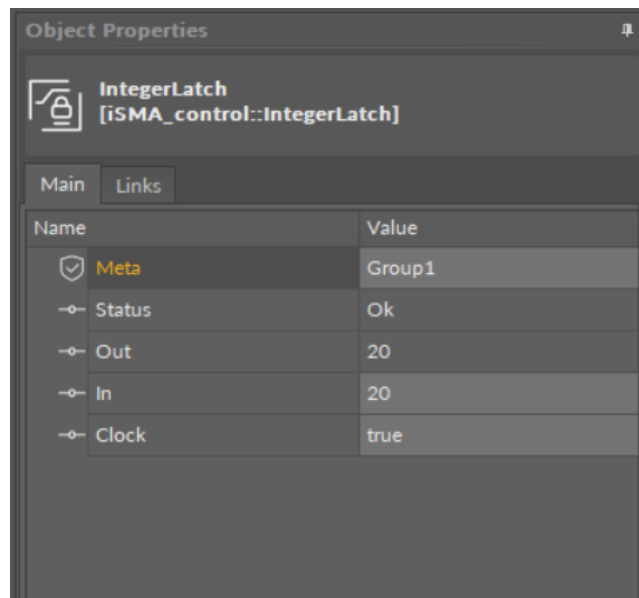 Object Properties
IntegerLatch
[iSMA_control::IntegerLatch]
Main Links
Name Value
Meta Group1
Status Ok
Out 20
In 20
Clock true